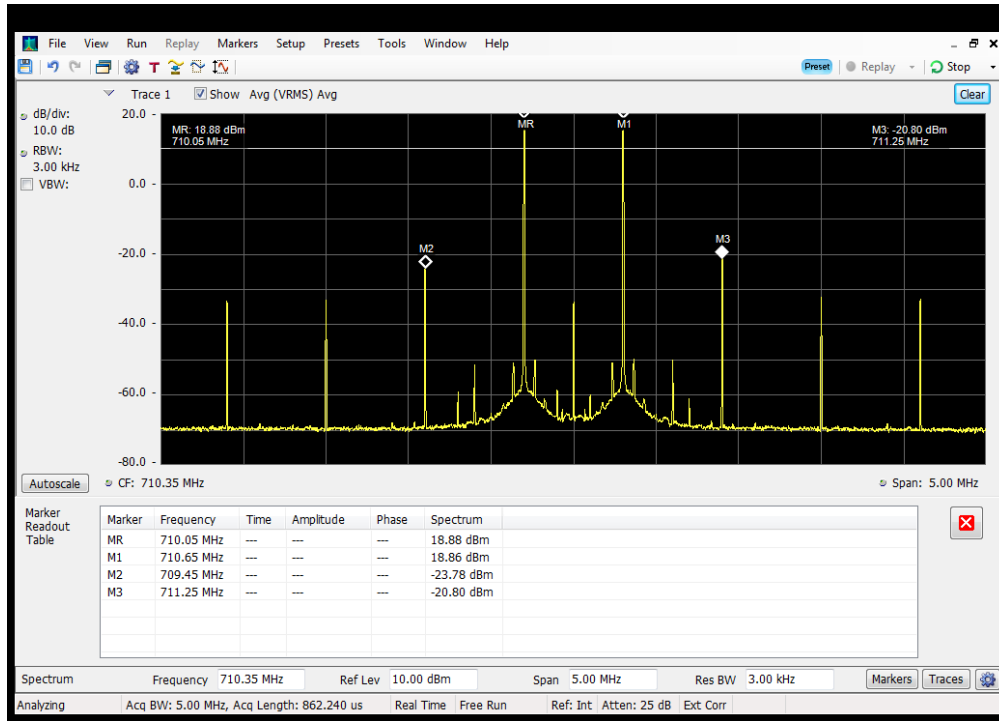 File View Run Replay Markers Setup Presets Tools Window Help
T Preset Replay Stop
Trace 1 Show Avg (VRMS) Avg Clear
dB/div:
10.0 dB
RBW:
3.00 kHz
VBW:
20.0
0.0
-20.0
-40.0
-60.0
-80.0
MR: 18.88 dBm
710.05 MHz
MR
M1
M3: -20.80 dBm
711.25 MHz
M2
M3
Autoscale CF: 710.35 MHz Span: 5.00 MHz
Marker
Readout
Table
Marker Frequency Time Amplitude Phase Spectrum
MR 710.05 MHz --- --- --- 18.88 dBm
M1 710.65 MHz --- --- --- 18.86 dBm
M2 709.45 MHz --- --- --- -23.78 dBm
M3 711.25 MHz --- --- --- -20.80 dBm
Spectrum Frequency 710.35 MHz Ref Lev 10.00 dBm Span 5.00 MHz Res BW 3.00 kHz Markers Traces
Analyzing Acq BW: 5.00 MHz, Acq Length: 862.240 us Real Time Free Run Ref: Int Atten: 25 dB Ext Corr